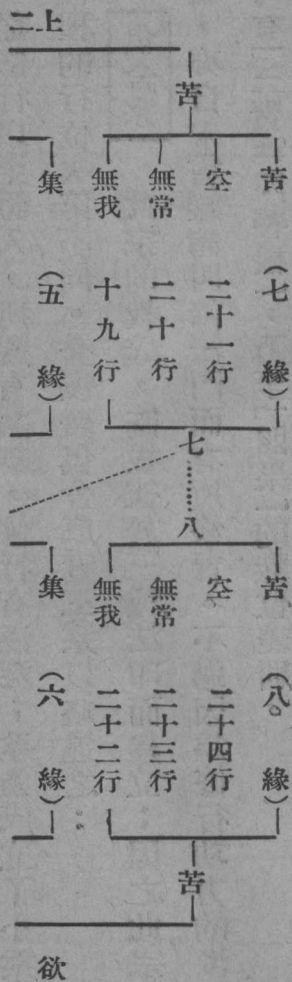 上二
苦
苦 (七 緣)
空 二十一行
無常 二十行
無我 十九行
集 (五 緣)
七……八
苦 (八。 緣)
空 二十四行
無常 二十三行
無我 二十二行
集 (六 緣)
苦
欲